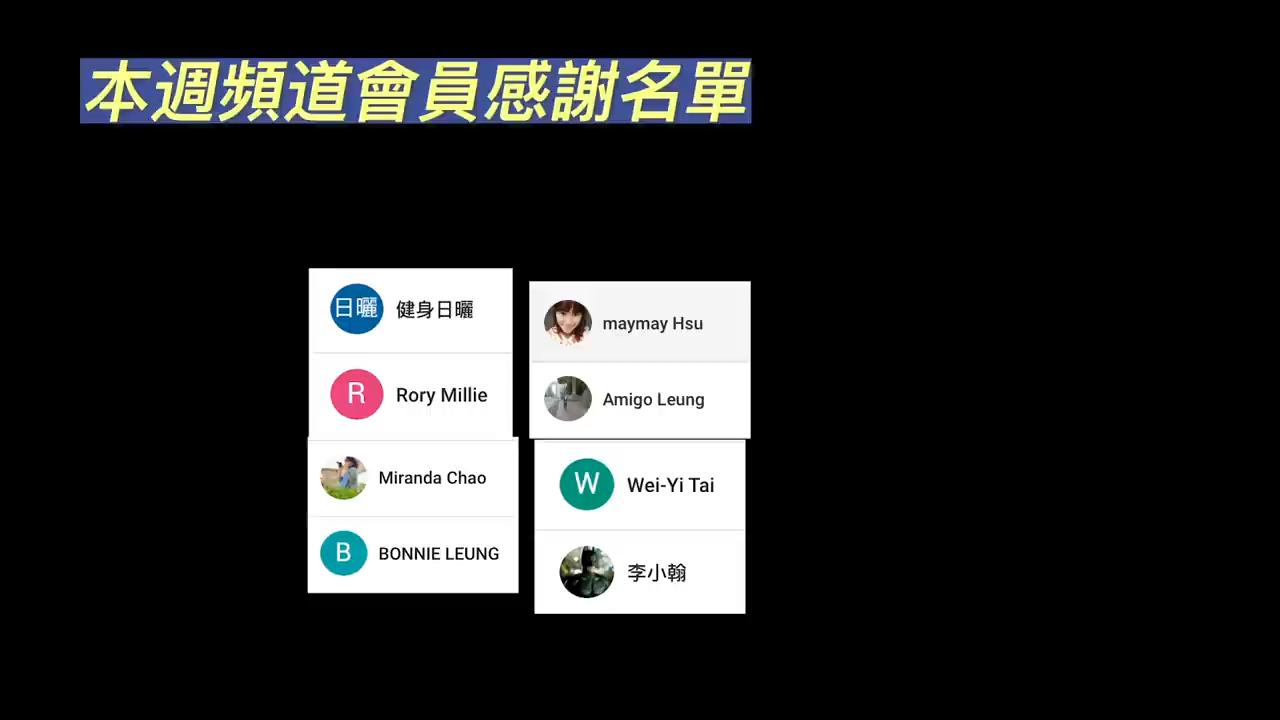 本週頻道會員感謝名單
日曬 健身日曬
R Rory Millie
Miranda Chao
B BONNIE LEUNG
maymay Hsu
Amigo Leung
W Wei-Yi Tai
李小翰